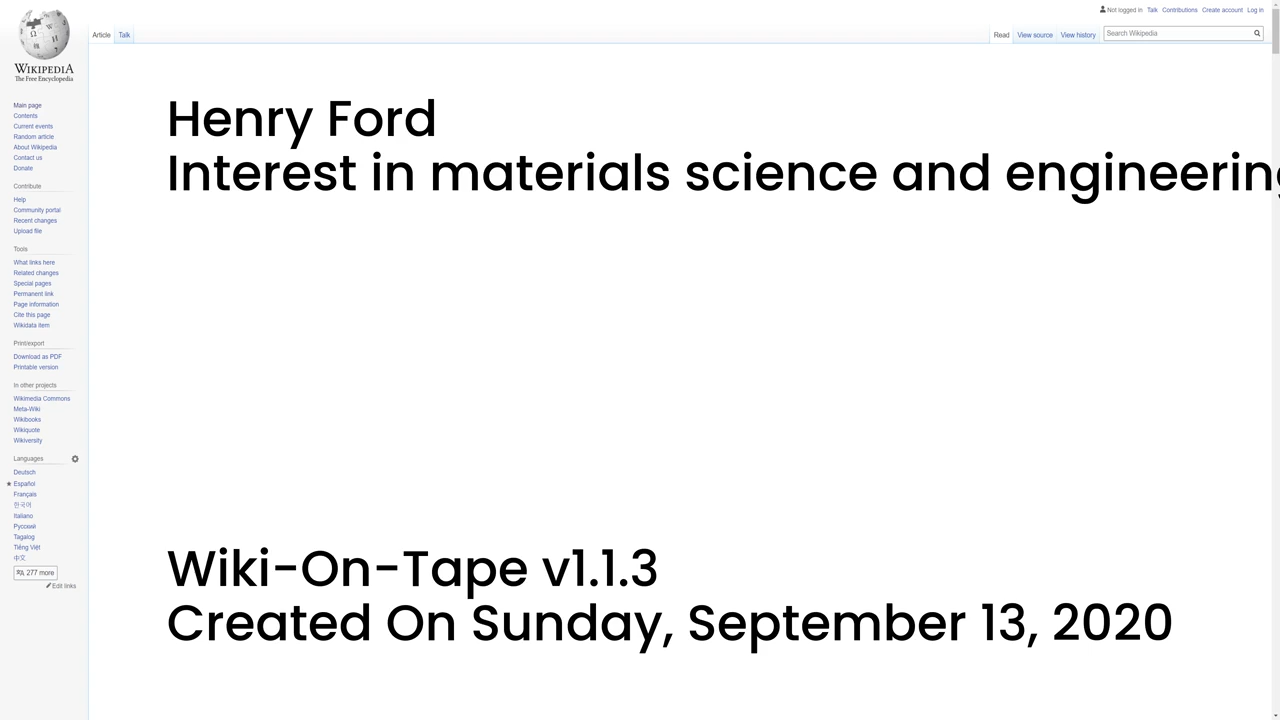 Not logged in Talk Contributions Create account Log in
Article Talk Read View source View history Search Wikipedia
WIKIPEDIA
The Free Encyclopedia
Main page
Contents
Current events
Random article
About Wikipedia
Contact us
Donate
Contribute
Help
Community portal
Recent changes
Upload file
Tools
What links here
Related changes
Special pages
Permanent link
Page information
Cite this page
Wikidata item
Print/export
Download as PDF
Printable version
In other projects
Wikimedia Commons
Meta-Wiki
Wikibooks
Wikiquote
Wikiversity
Languages
Deutsch
Español
Français
한국어
Italiano
Русский
Tagalog
Tiếng Việt
中文
277 more
Edit links
Henry Ford
Interest in materials science and engineering
Wiki-On-Tape v1.1.3
Created On Sunday, September 13, 2020